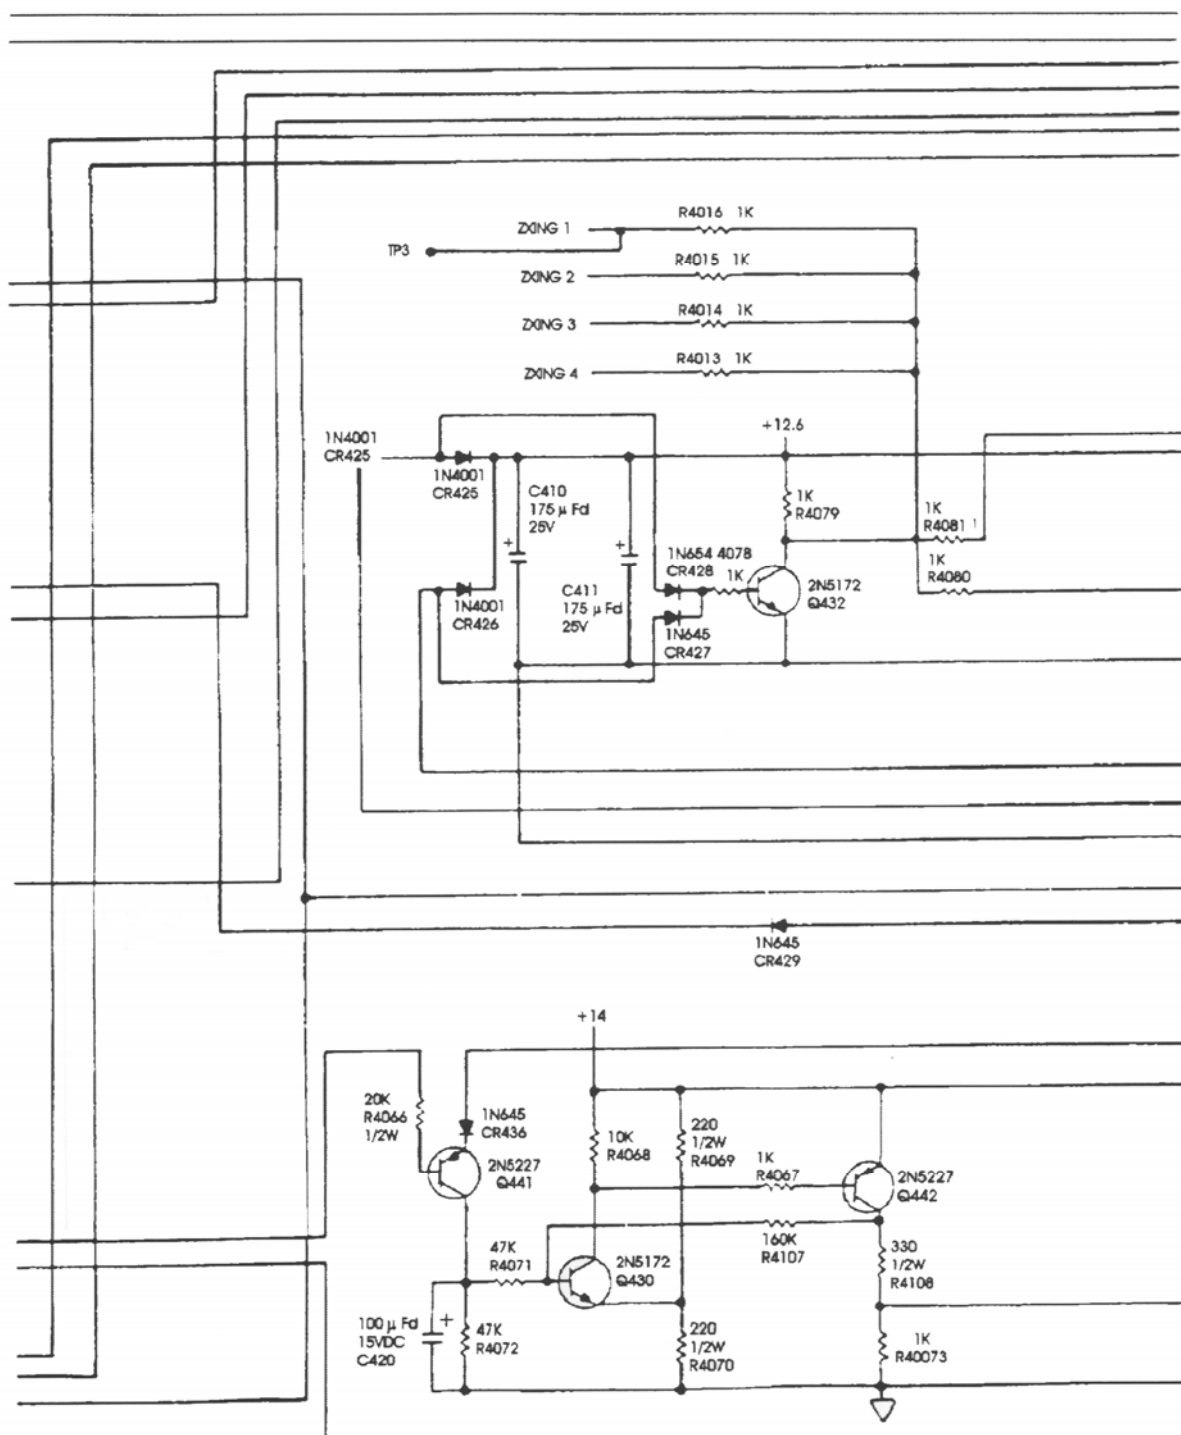 R4016 1K
ZXING 1
TP3
R4015 1K
ZXING 2
R4014 1K
ZXING 3
R4013 1K
ZXING 4
+12.6
1N4001
CR425
1N4001
CR425
C410
175 μ Fd
25V
+
1K
R4079
1K
R4081 1
1K
R4080
+
1N654 4078
CR428
1K
C411
175 μ Fd
25V
2N5172
Q432
1N4001
CR426
1N645
CR427
1N645
CR429
+14
20K
R4066
1/2W
1N645
CR436
10K
R4068
220
1/2W
R4069
1K
R4067
2N5227
Q441
2N5227
Q442
47K
R4071
2N5172
Q430
160K
R4107
330
1/2W
R4108
100 μ Fd
15VDC
C420
+
47K
R4072
220
1/2W
R4070
1K
R40073